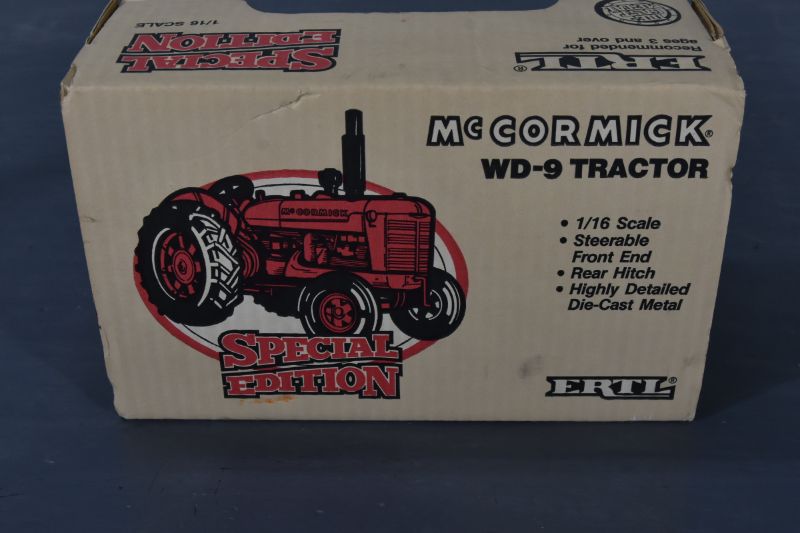 1/16 SCALE
SPECIAL
EDITION
Recommended for
ages 3 and over
ERTL®
McCORMICK®
WD-9 TRACTOR
McCORMICK
• 1/16 Scale
• Steerable
Front End
• Rear Hitch
• Highly Detailed
Die-Cast Metal
SPECIAL
EDITION
ERTL®